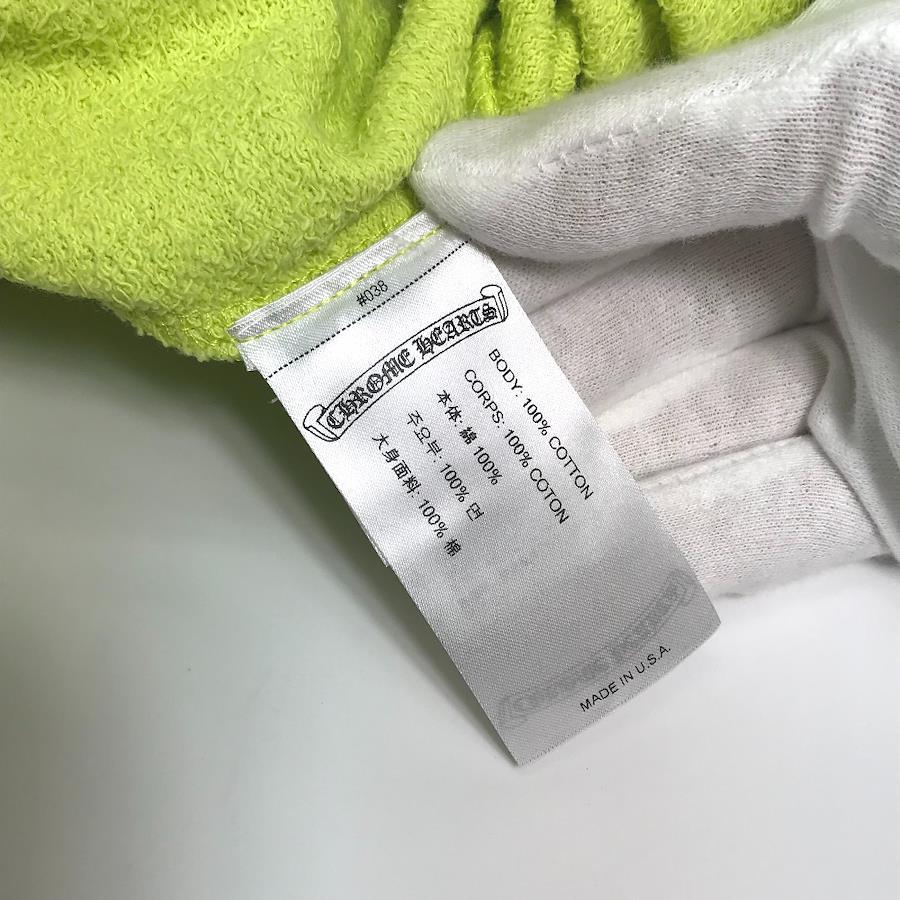 #038
CHROME HEARTS
BODY: 100% COTTON
CORPS: 100% COTON
本体: 綿 100%
주요부: 100% 면
大身面料: 100% 棉
MADE IN U.S.A.